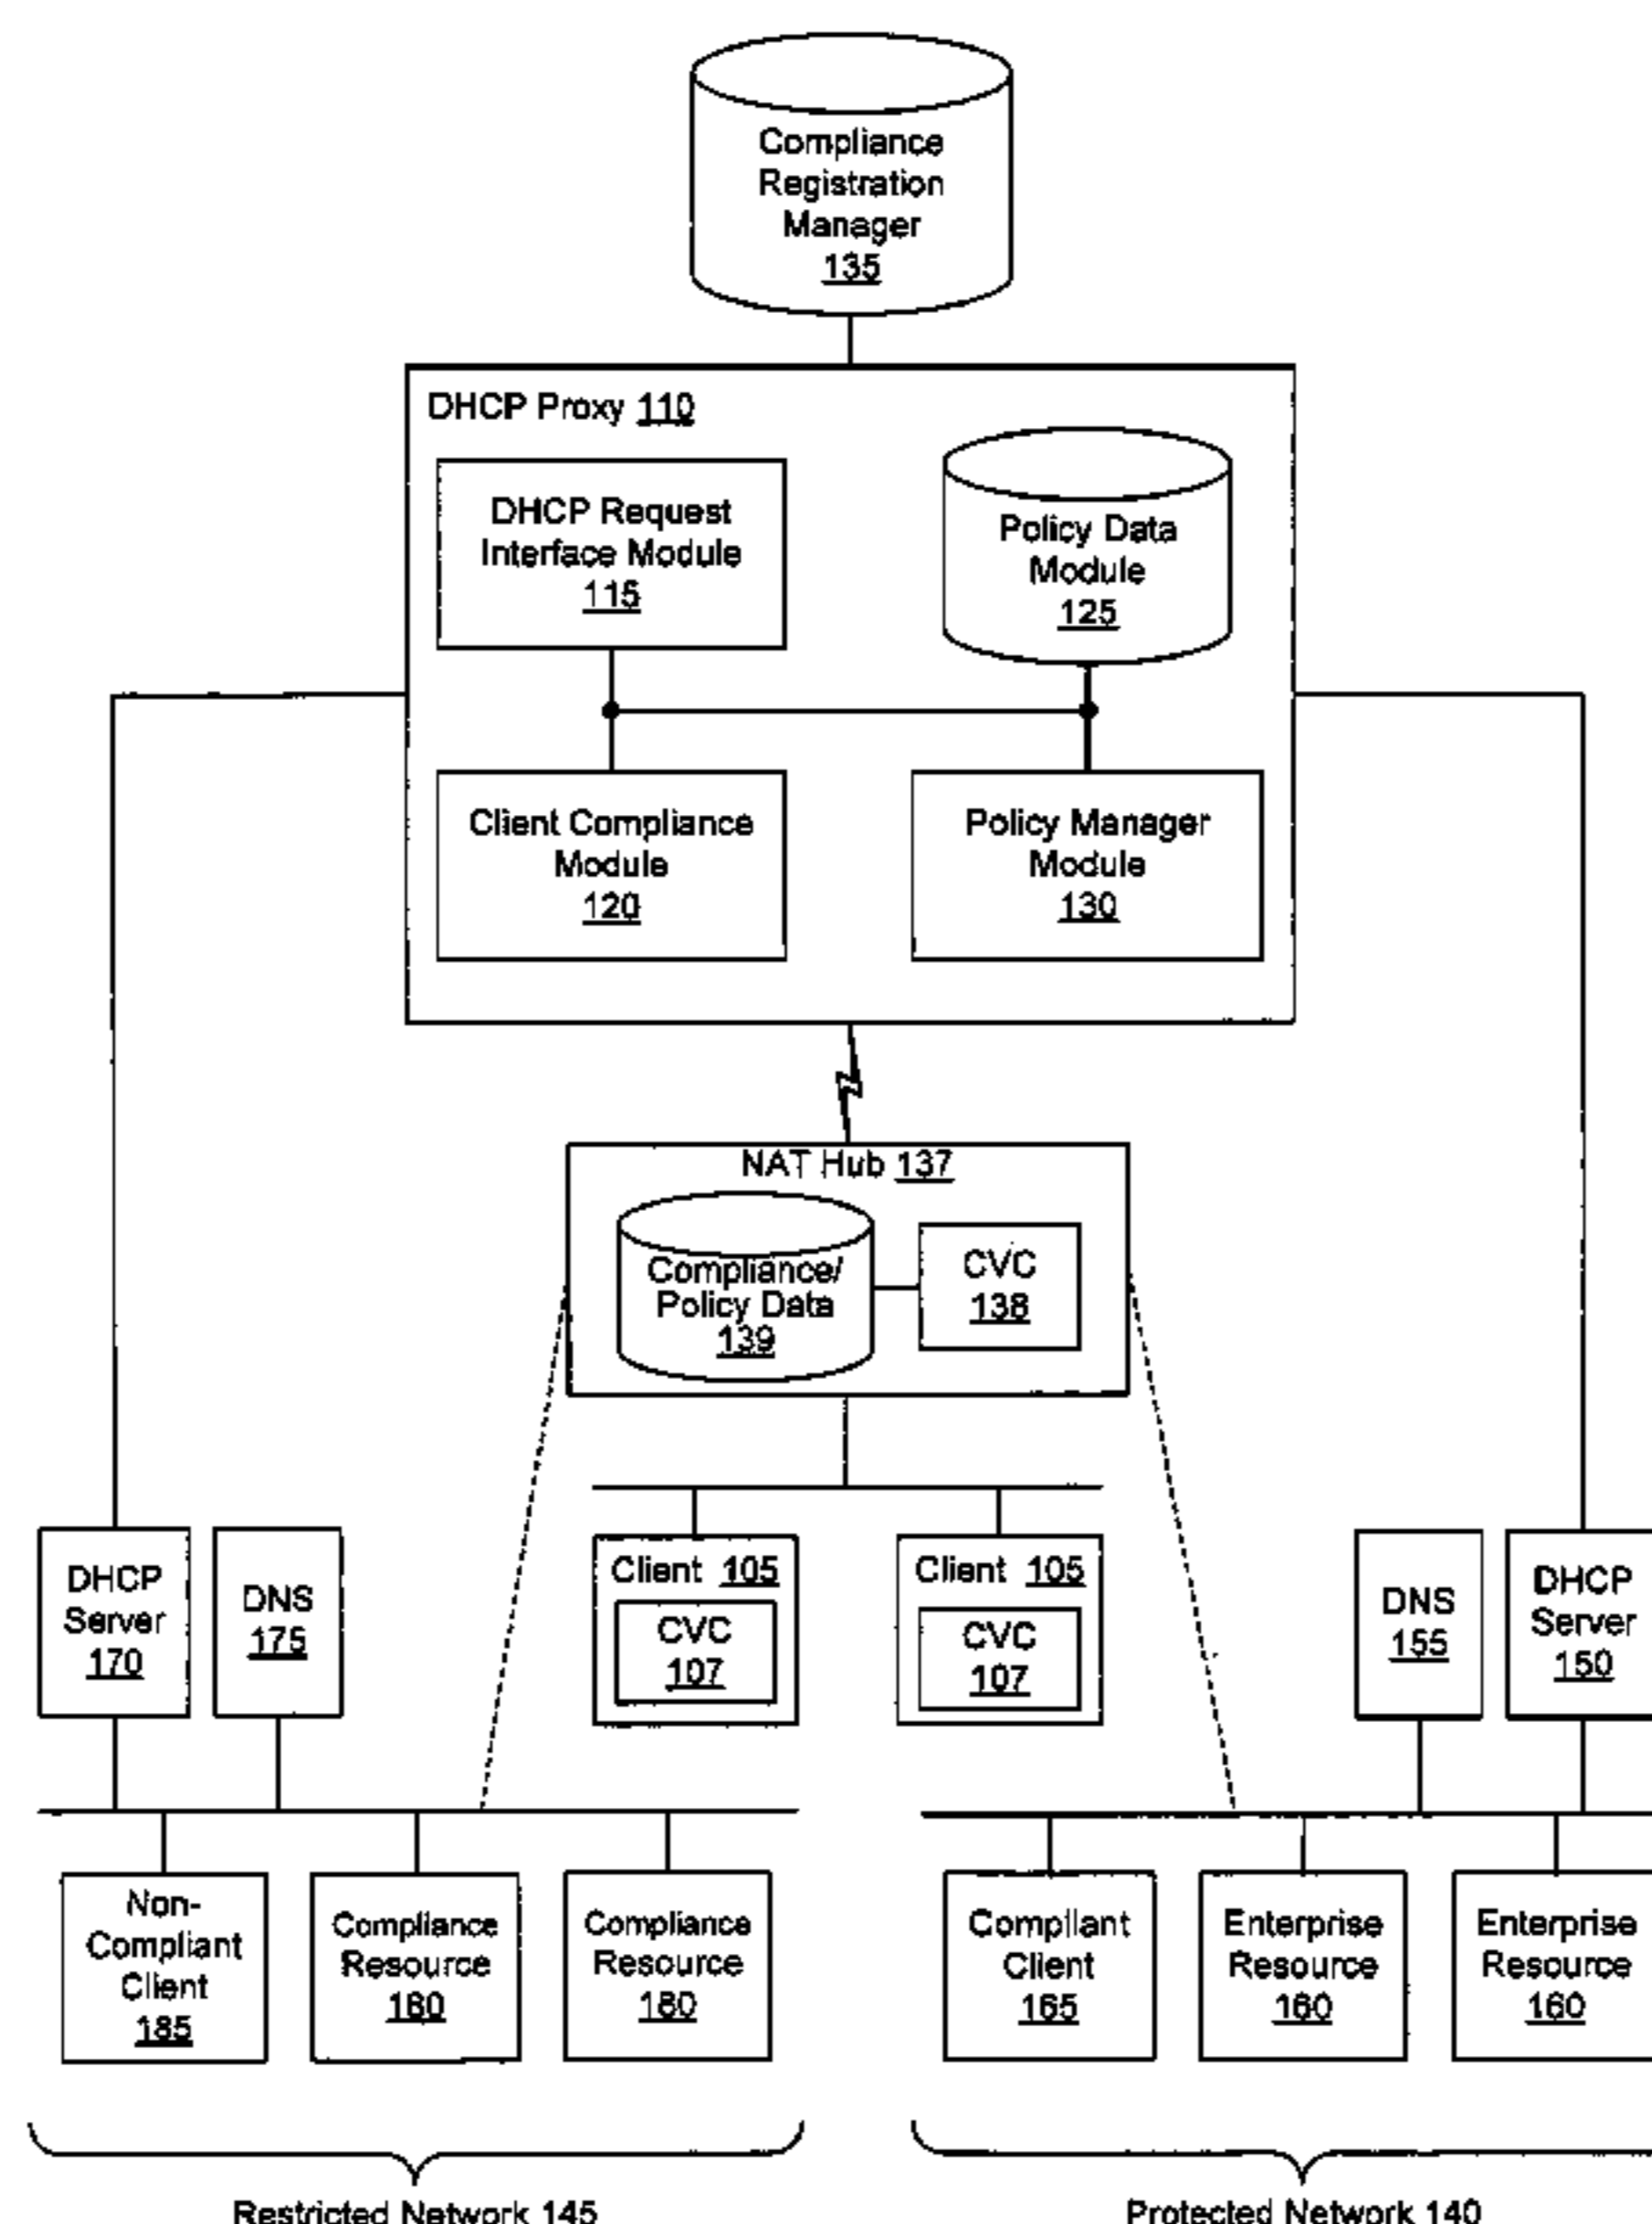 Compliance
Registration
Manager
135
DHCP Proxy 110
DHCP Request
Interface Module
115
Policy Data
Module
125
Client Compliance
Module
120
Policy Manager
Module
130
NAT Hub 137
Compliance/
Policy Data
139
CVC
138
DHCP
Server
170
DNS
175
Client 105
CVC
107
Client 105
CVC
107
DNS
155
DHCP
Server
150
Non-
Compliant
Client
185
Compliance
Resource
180
Compliance
Resource
180
Compliant
Client
165
Enterprise
Resource
160
Enterprise
Resource
160
Restricted Network 145
Protected Network 140